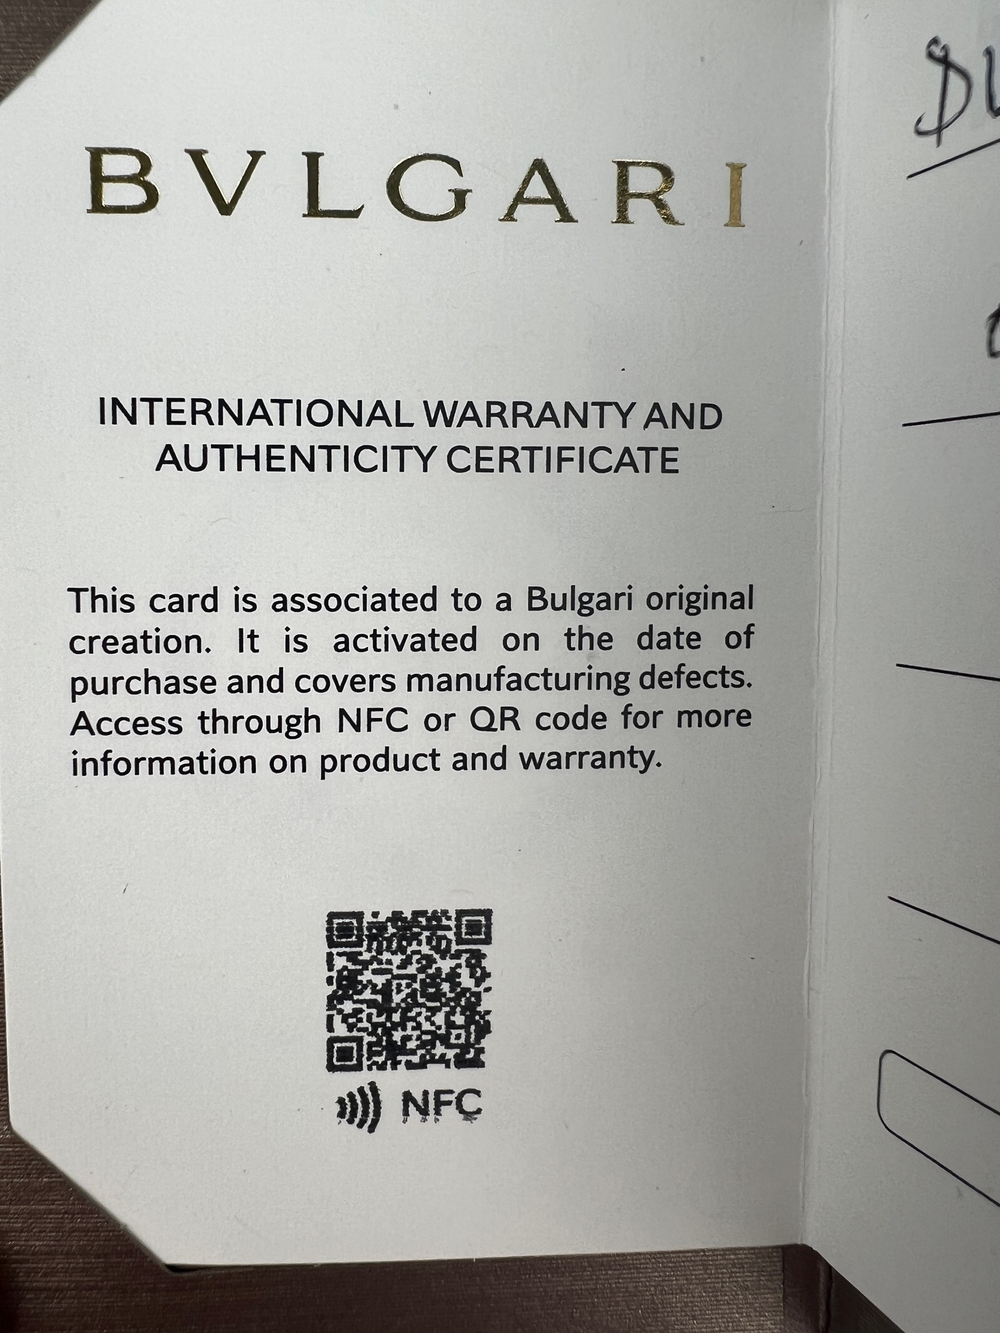 BVLGARI
INTERNATIONAL WARRANTY AND
AUTHENTICITY CERTIFICATE
This card is associated to a Bulgari original
creation. It is activated on the date of
purchase and covers manufacturing defects.
Access through NFC or QR code for more
information on product and warranty.
NFC